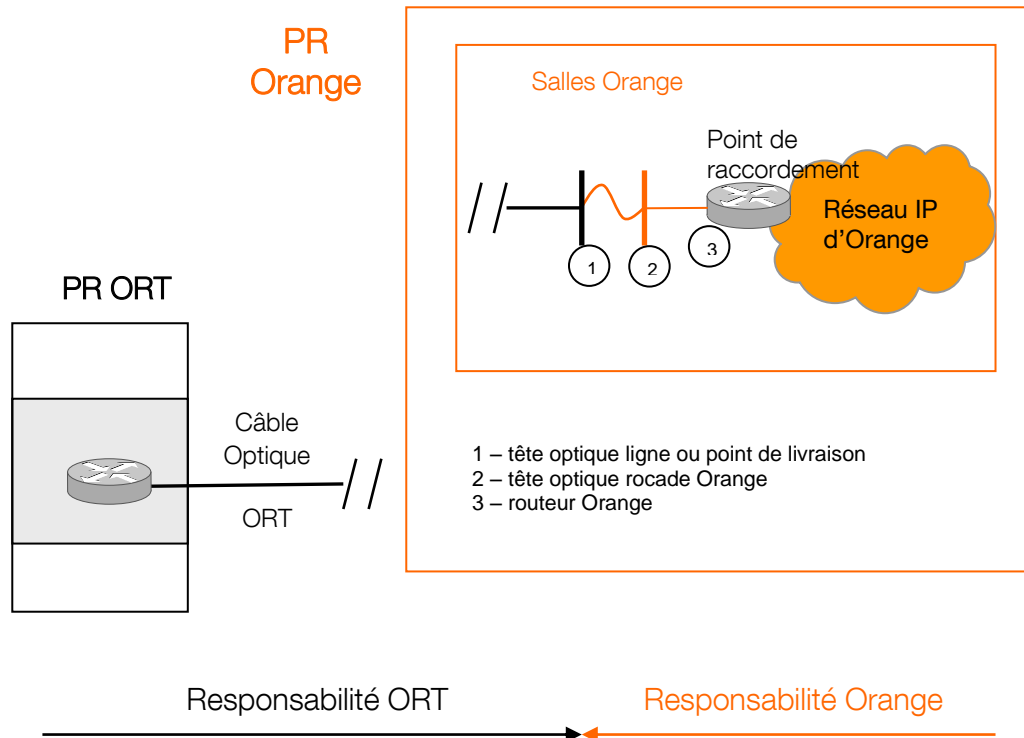 PR
Orange
Salles Orange
Point de
raccordement
Réseau IP
d’Orange
1
2
3
PR ORT
Câble
Optique
ORT
1 – tête optique ligne ou point de livraison
2 – tête optique rocade Orange
3 – routeur Orange
Responsabilité ORT
Responsabilité Orange